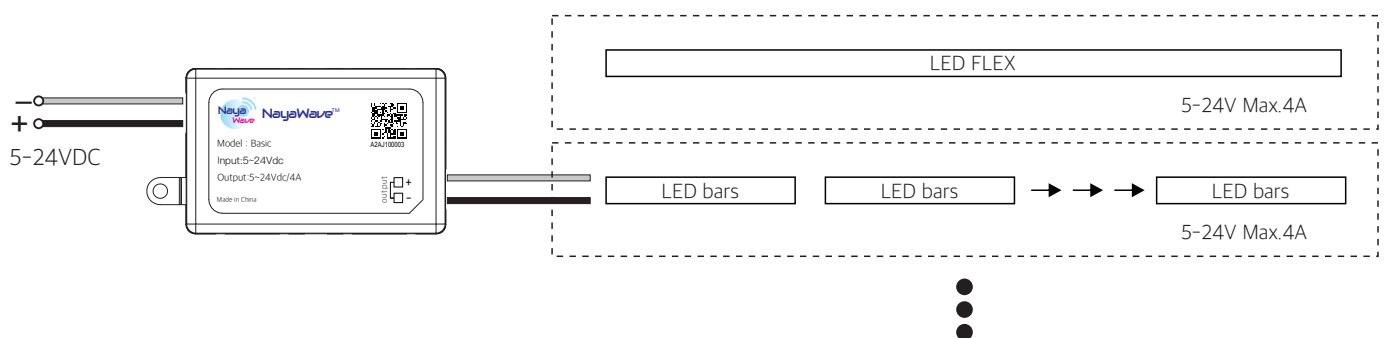 LED FLEX
5-24V Max.4A
−
+
5-24VDC
Naya
Wave
NayaWave™
A2AJ100003
Model : Basic
Input:5~24Vdc
Output:5~24Vdc/4A
Made in China
output
+
-
LED bars
LED bars
LED bars
5-24V Max.4A